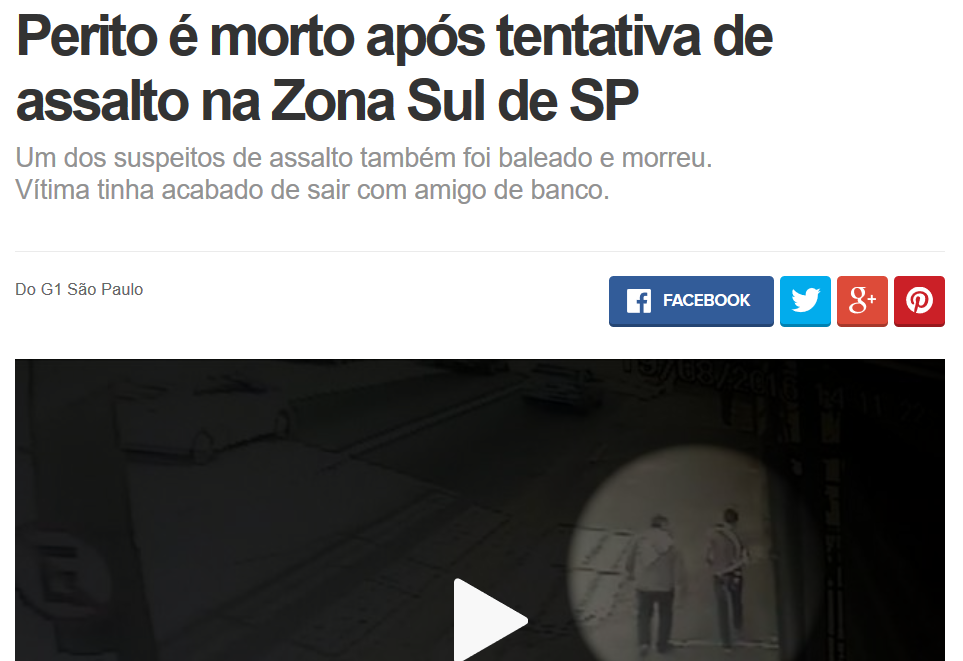 Perito é morto após tentativa de
assalto na Zona Sul de SP
Um dos suspeitos de assalto também foi baleado e morreu.
Vítima tinha acabado de sair com amigo de banco.
Do G1 São Paulo
FACEBOOK